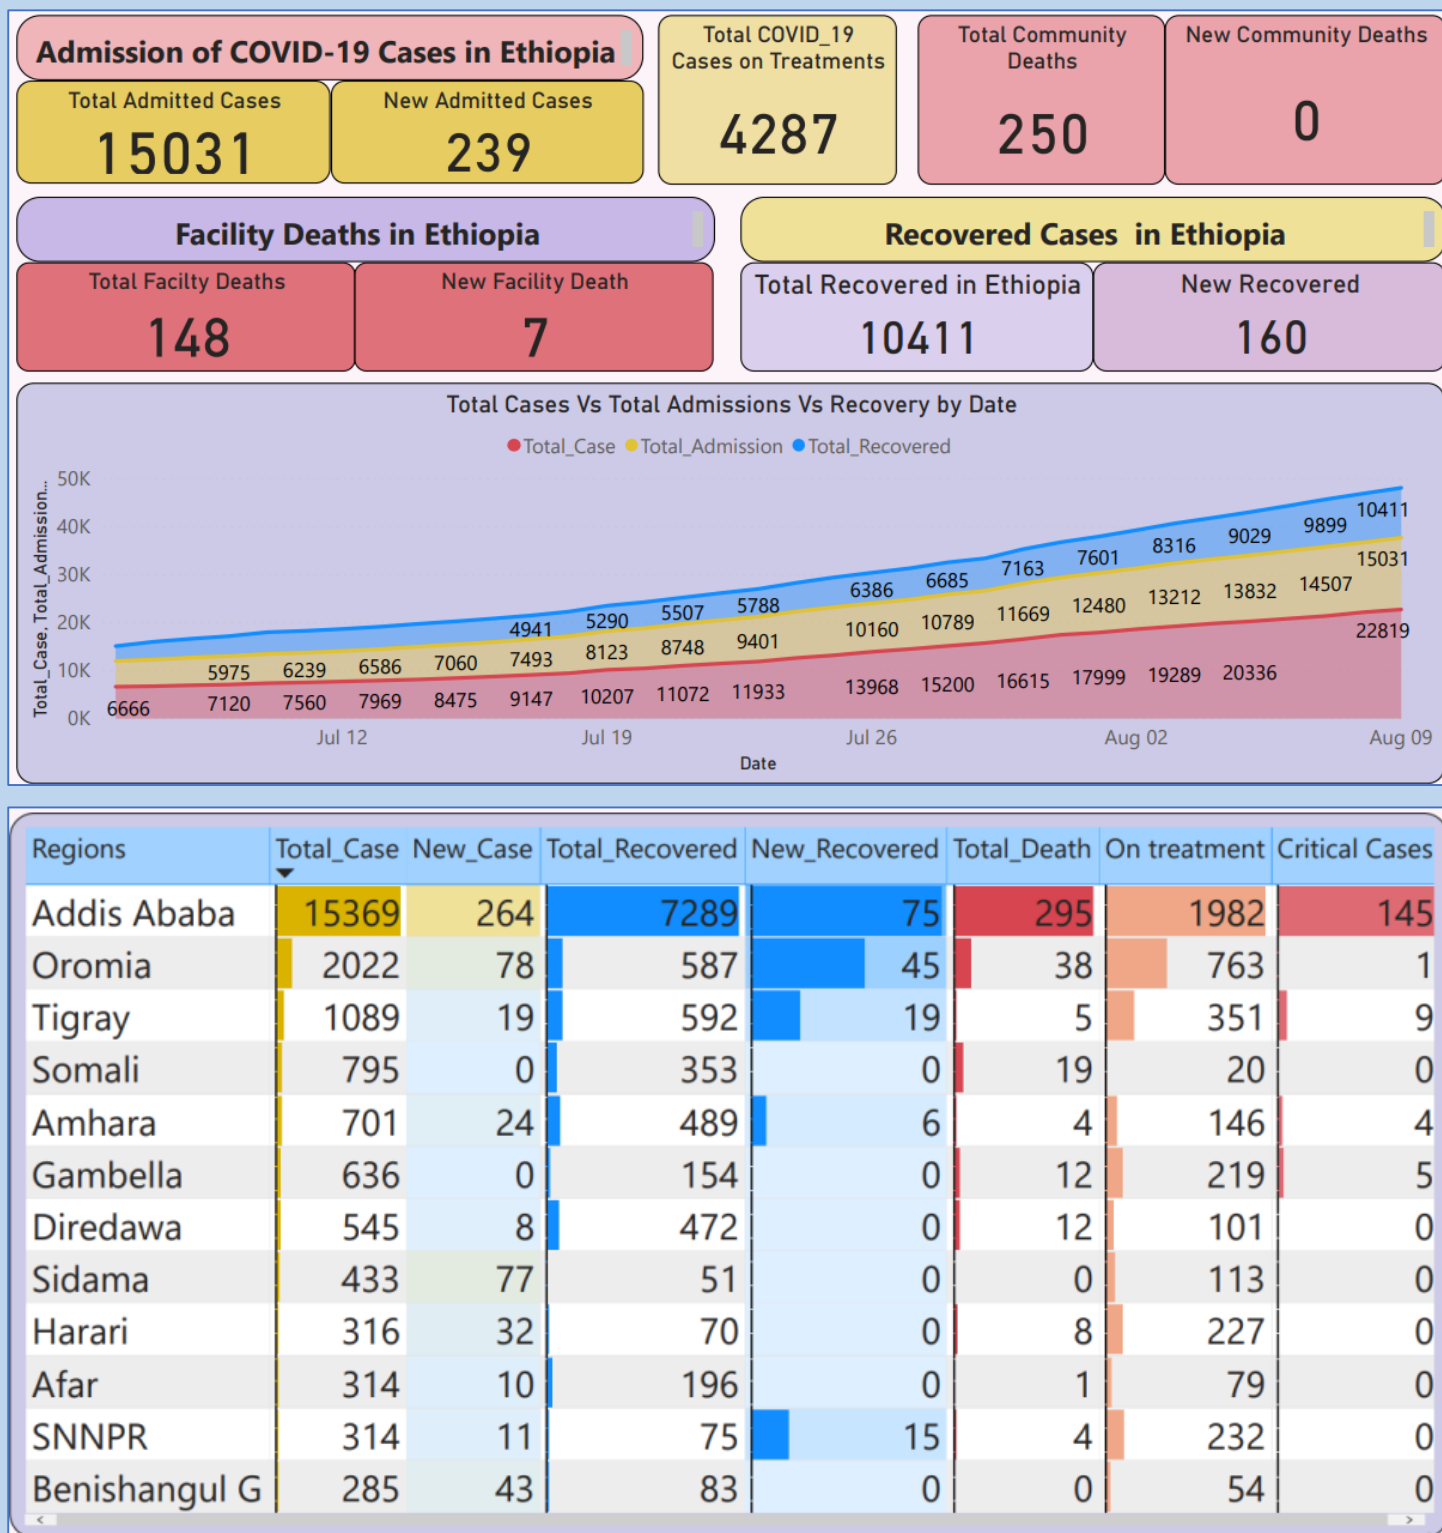 Admission of COVID-19 Cases in Ethiopia
Total Admitted Cases
15031
New Admitted Cases
239
Total COVID_19
Cases on Treatments
4287
Total Community
Deaths
250
New Community Deaths
0
Facility Deaths in Ethiopia
Total Facilty Deaths
148
New Facility Death
7
Recovered Cases in Ethiopia
Total Recovered in Ethiopia
10411
New Recovered
160
Total Cases Vs Total Admissions Vs Recovery by Date
Total_Case Total_Admission Total_Recovered
Total_Case, Total_Admission...
50K
40K
30K
20K
10K
0K
4941 5290 5507 5788 6386 6685 7163 7601 8316 9029 9899 10411
5975 6239 6586 7060 7493 8123 8748 9401 10160 10789 11669 12480 13212 13832 14507 15031
6666 7120 7560 7969 8475 9147 10207 11072 11933 13968 15200 16615 17999 19289 20336 22819
Jul 12 Jul 19 Jul 26 Aug 02 Aug 09
Date
Regions Total_Case New_Case Total_Recovered New_Recovered Total_Death On treatment Critical Cases
Addis Ababa 15369 264 7289 75 295 1982 145
Oromia 2022 78 587 45 38 763 1
Tigray 1089 19 592 19 5 351 9
Somali 795 0 353 0 19 20 0
Amhara 701 24 489 6 4 146 4
Gambella 636 0 154 0 12 219 5
Diredawa 545 8 472 0 12 101 0
Sidama 433 77 51 0 0 113 0
Harari 316 32 70 0 8 227 0
Afar 314 10 196 0 1 79 0
SNNPR 314 11 75 15 4 232 0
Benishangul G 285 43 83 0 0 54 0